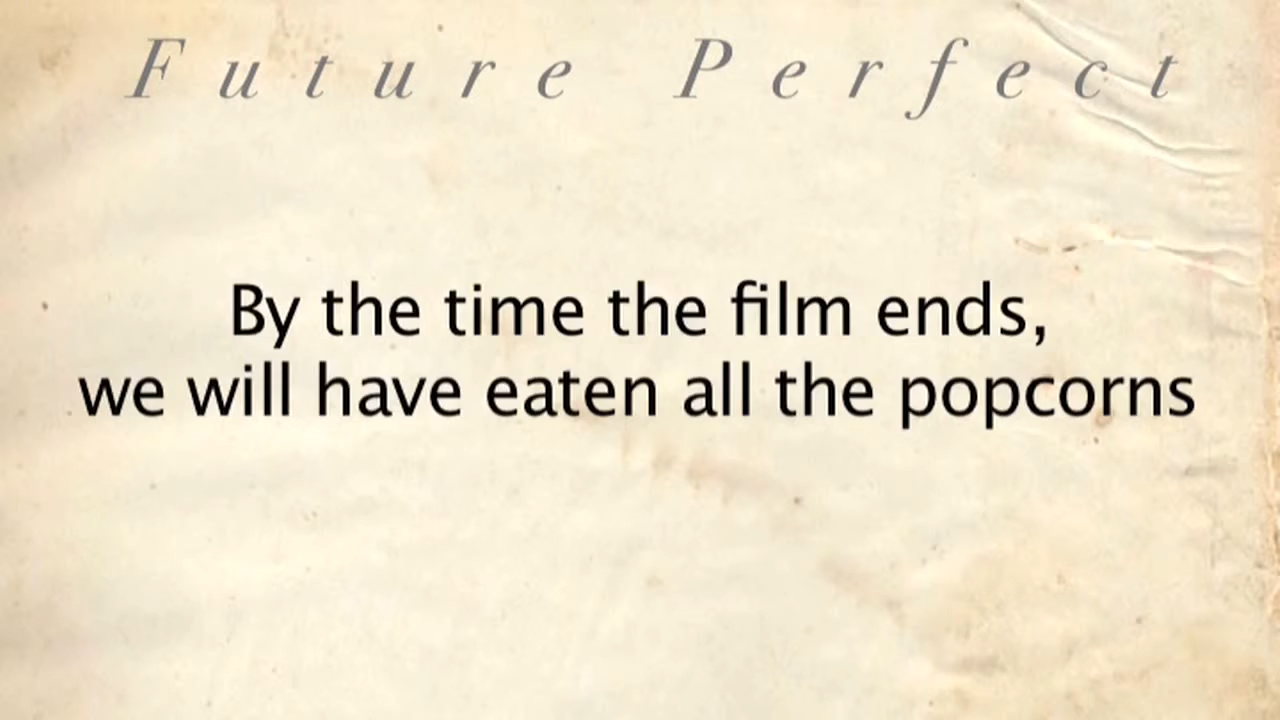 Future Perfect
By the time the film ends,
we will have eaten all the popcorns